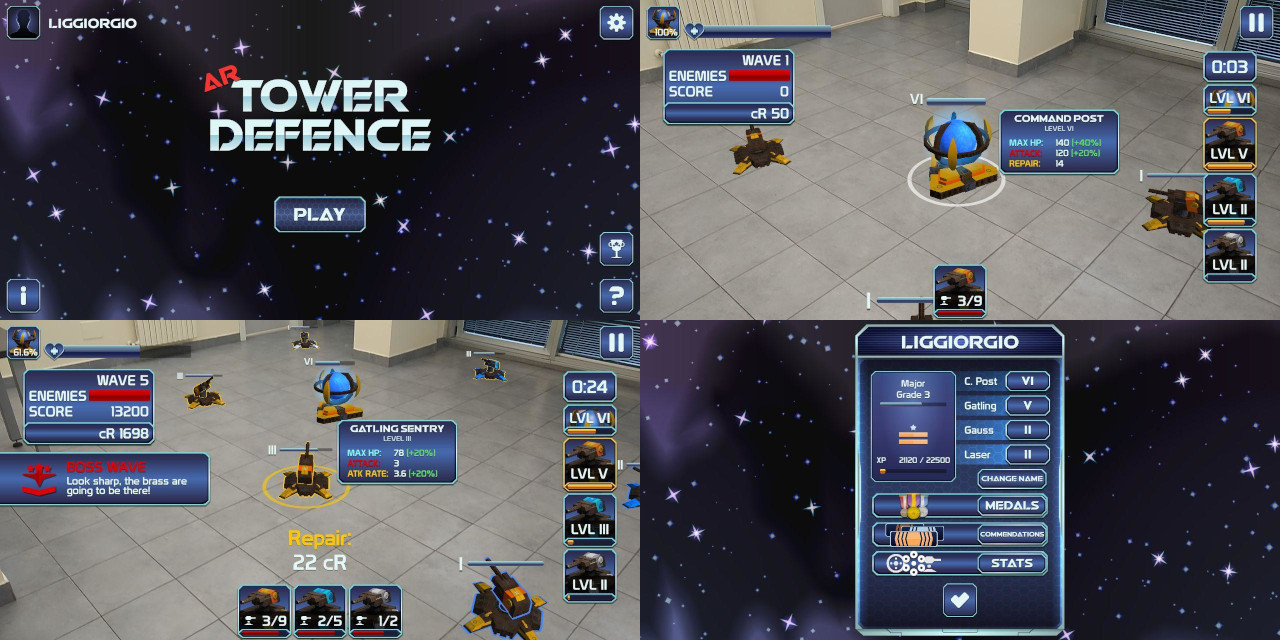 LIGGIORGIO
AR
TOWER
DEFENCE
PLAY
i
?
100%
WAVE 1
ENEMIES
SCORE 0
cR 50
VI
COMMAND POST
LEVEL VI
MAX HP: 140 (+40%)
ATTACK: 120 (+20%)
REPAIR: 14
0:03
LVL VI
LVL V
I
LVL II
LVL II
I
3/9
61.6%
WAVE 5
ENEMIES
SCORE 13200
cR 1698
BOSS WAVE
Look sharp, the brass are
going to be there!
VI
II
III
GATLING SENTRY
LEVEL III
MAX HP: 78 (+20%)
ATTACK: 3
ATK RATE: 3.6 (+20%)
Repair:
22 cR
0:24
LVL VI
LVL V
II
LVL III
LVL II
I
3/9
2/5
1/2
LIGGIORGIO
Major
Grade 3
XP 2120 / 22500
C. Post VI
Gatling V
Gauss II
Laser II
CHANGE NAME
MEDALS
COMMENDATIONS
STATS